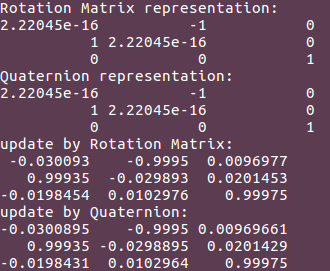 Rotation Matrix representation:
2.22045e-16 -1 0
1 2.22045e-16 0
0 0 1
Quaternion representation:
2.22045e-16 -1 0
1 2.22045e-16 0
0 0 1
update by Rotation Matrix:
-0.030093 -0.9995 0.0096977
0.99935 -0.029893 0.0201453
-0.0198454 0.0102976 0.99975
update by Quaternion:
-0.0300895 -0.9995 0.00969661
0.99935 -0.0298895 0.0201429
-0.0198431 0.0102964 0.99975